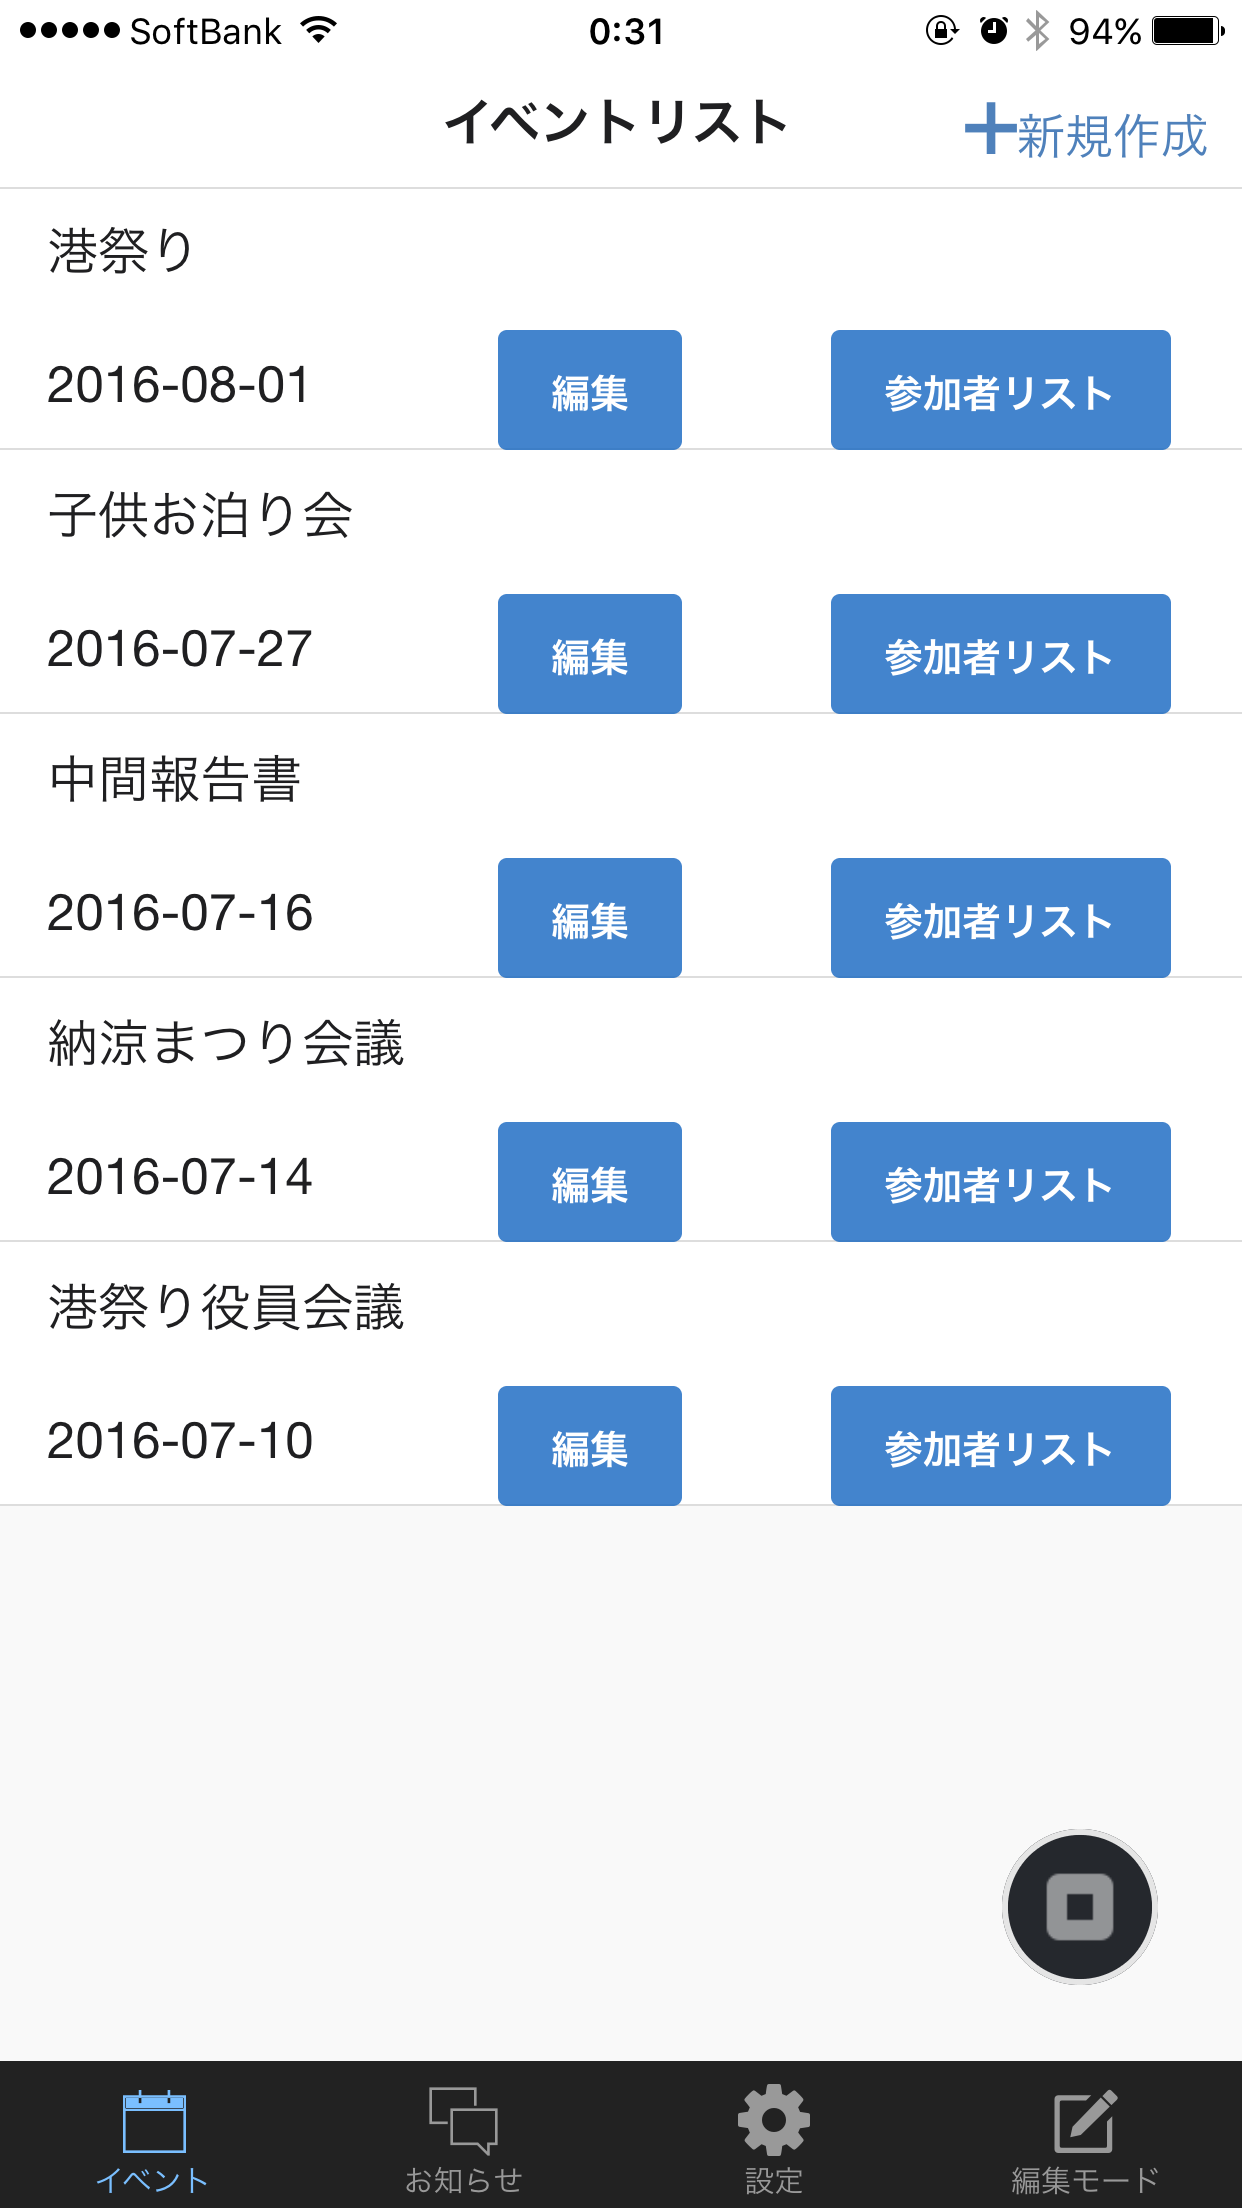 SoftBank 0:31 94%
イベントリスト
新規作成
港祭り
2016-08-01 編集 参加者リスト
子供お泊り会
2016-07-27 編集 参加者リスト
中間報告書
2016-07-16 編集 参加者リスト
納涼まつり会議
2016-07-14 編集 参加者リスト
港祭り役員会議
2016-07-10 編集 参加者リスト
イベント お知らせ 設定 編集モード